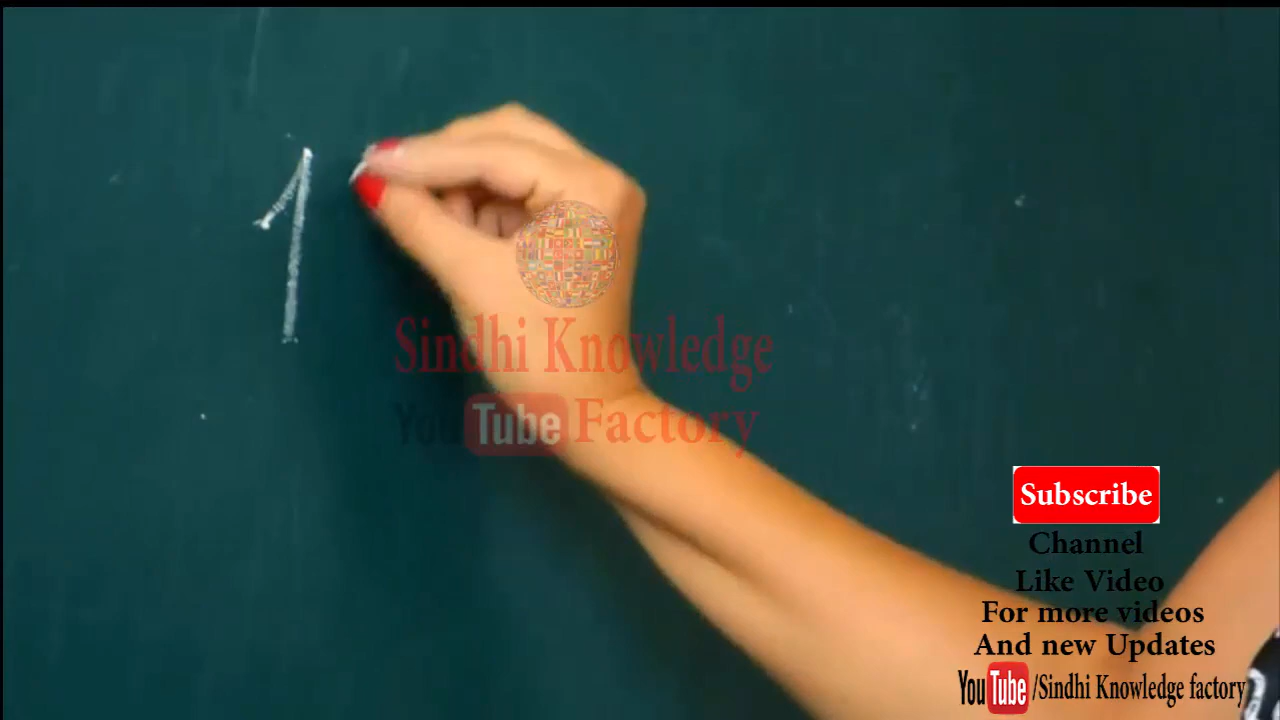 1
Sindhi Knowledge
YouTube Factory
Subscribe
Channel
Like Video
For more videos
And new Updates
YouTube /Sindhi Knowledge factory